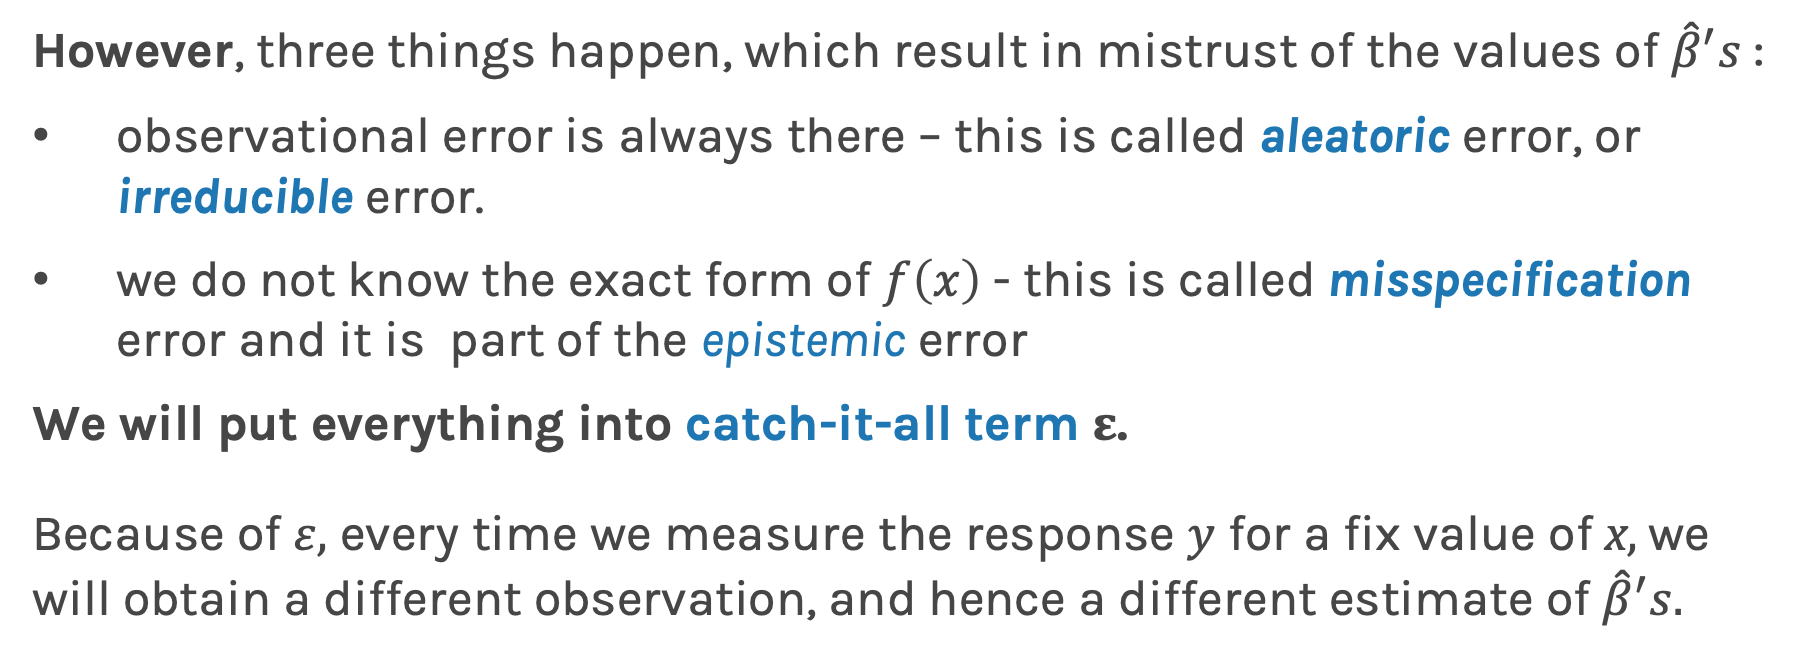 However, three things happen, which result in mistrust of the values of β̂′s :
• observational error is always there – this is called aleatoric error, or
irreducible error.
• we do not know the exact form of f(x) - this is called misspecification
error and it is part of the epistemic error
We will put everything into catch-it-all term ε.
Because of ε, every time we measure the response y for a fix value of x, we
will obtain a different observation, and hence a different estimate of β̂′s.